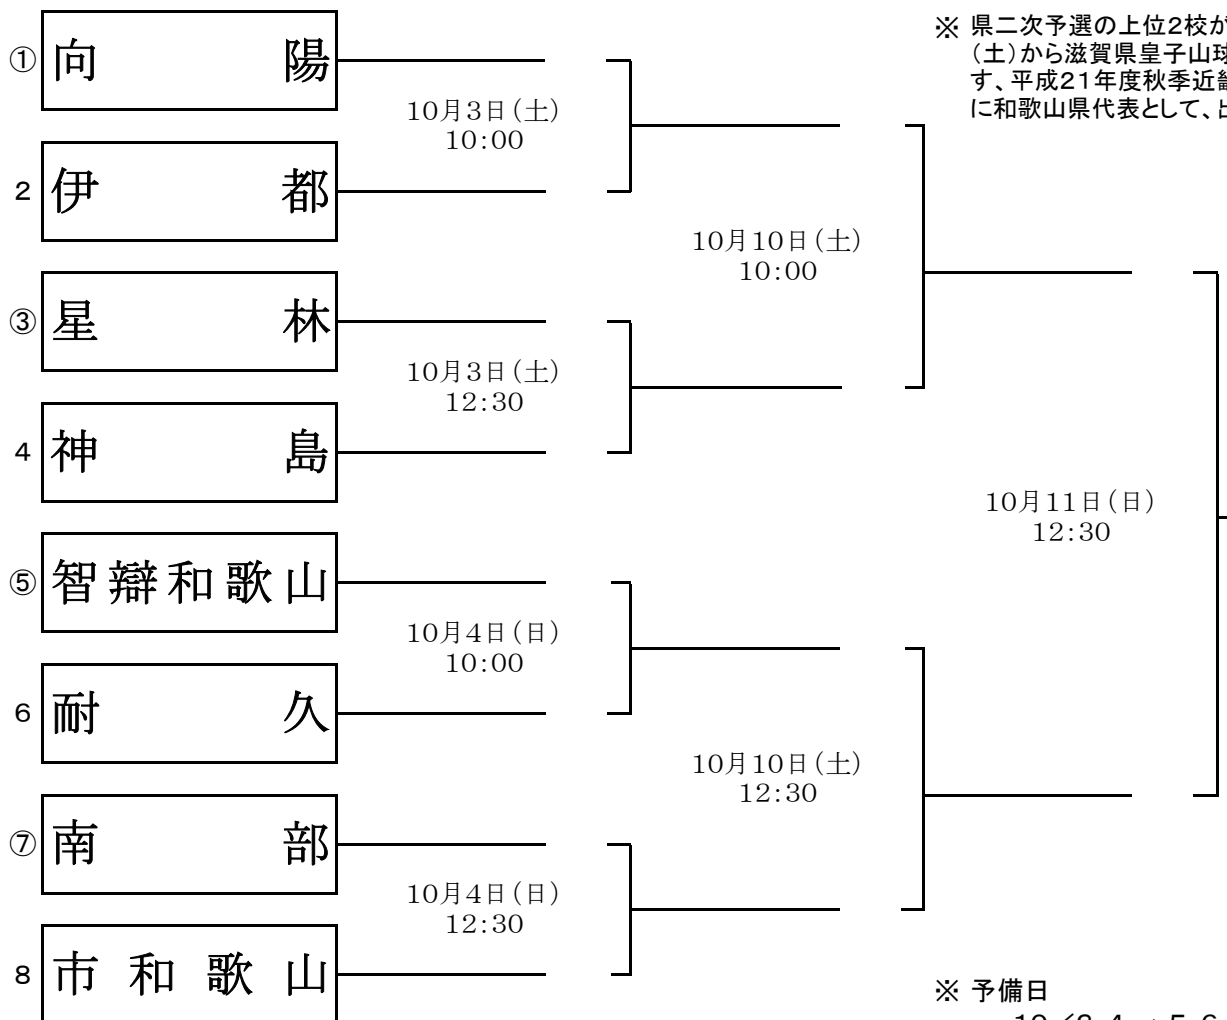 ① 向陽
10月3日(土)
10:00
2 伊都
10月10日(土)
10:00
③ 星林
10月3日(土)
12:30
4 神島
10月11日(日)
12:30
⑤ 智辯和歌山
10月4日(日)
10:00
6 耐久
10月10日(土)
12:30
⑦ 南部
10月4日(日)
12:30
8 市和歌山
※ 県二次予選の上位2校が
(土)から滋賀県皇子山球
す、平成21年度秋季近畿
に和歌山県代表として、出
※ 予備日